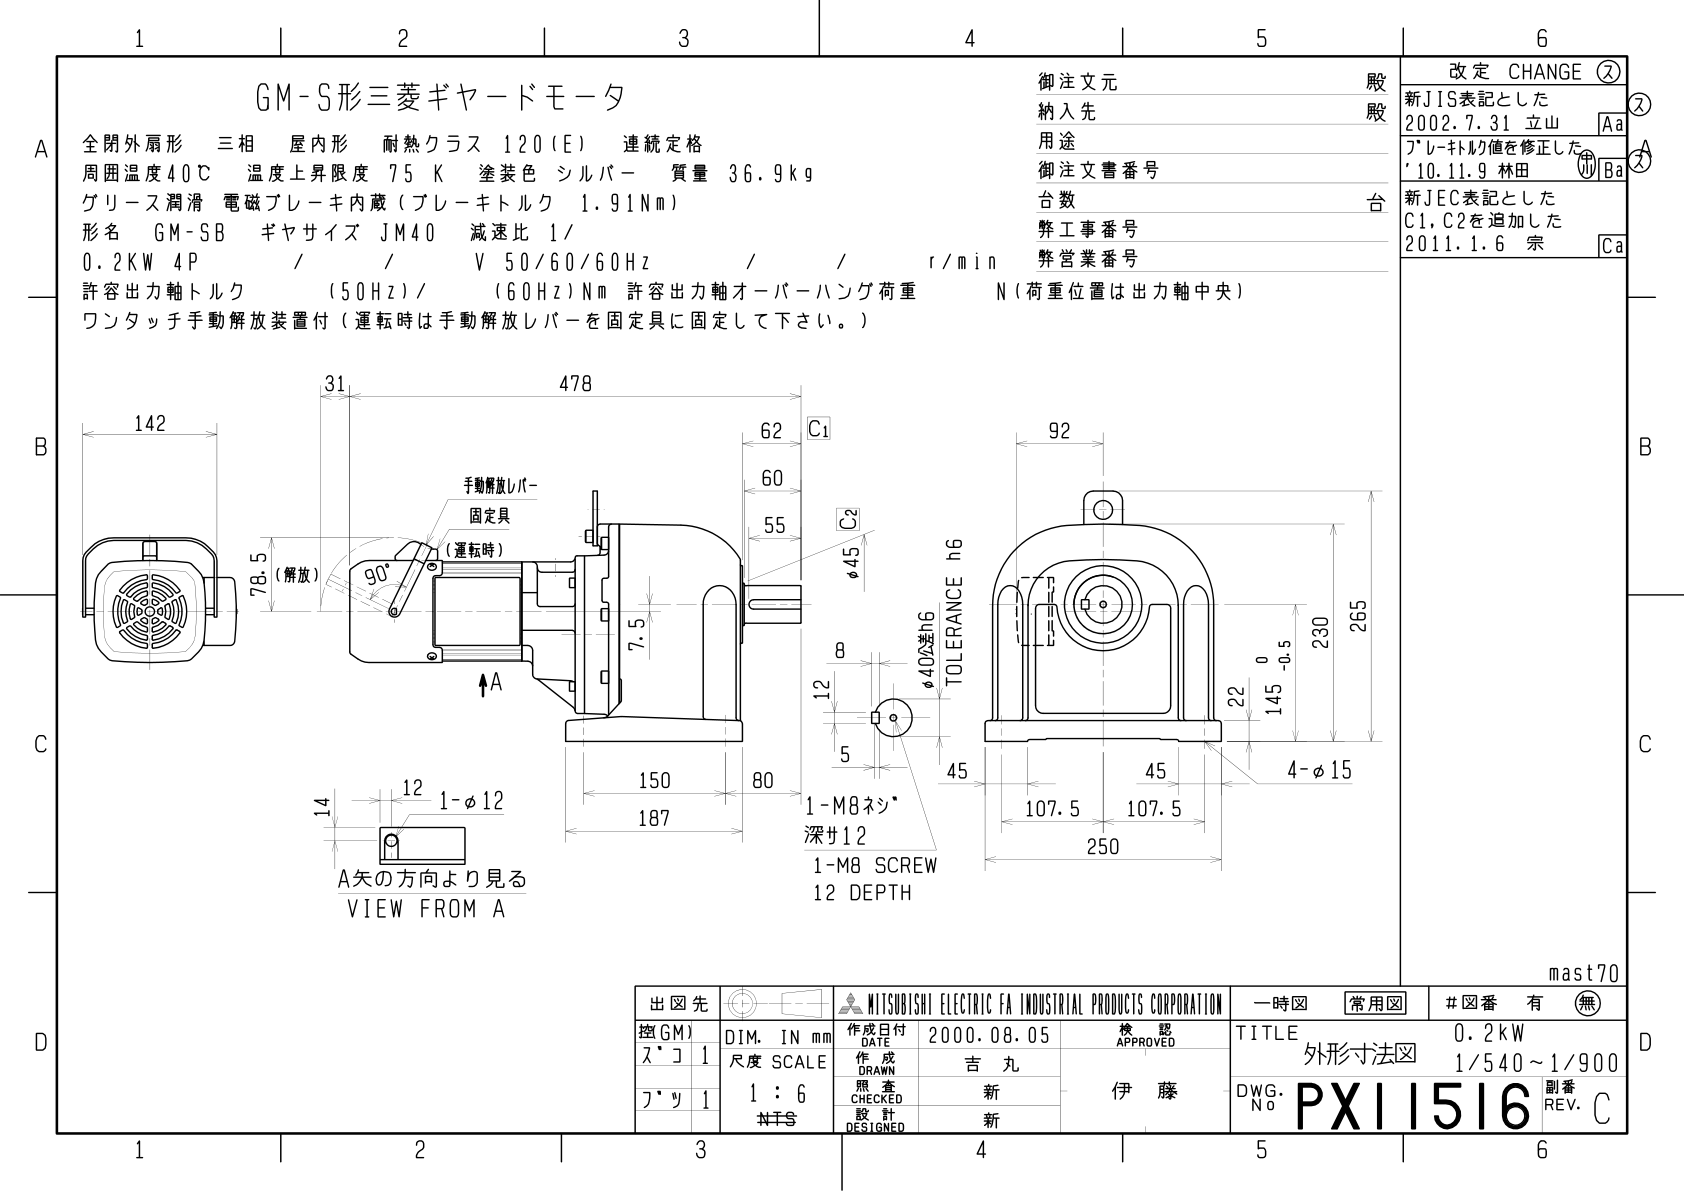 1 2 3 4 5 6
GM-S形三菱ギヤードモータ
全閉外扇形 三相 屋内形 耐熱クラス 120(E) 連続定格
周囲温度40℃ 温度上昇限度 75 K 塗装色 シルバー 質量 36.9kg
グリース潤滑 電磁ブレーキ内蔵(ブレーキトルク 1.91Nm)
形名 GM-SB ギヤサイズ JM40 減速比 1/
0.2KW 4P / / V 50/60/60Hz / / r/min
許容出力軸トルク (50Hz)/ (60Hz)Nm 許容出力軸オーバーハング荷重 N(荷重位置は出力軸中央)
ワンタッチ手動解放装置付(運転時は手動解放レバーを固定具に固定して下さい。)
御注文元 殿
納入先 殿
用途
御注文書番号
台数 台
弊工事番号
弊営業番号
改定 CHANGE ス
新JIS表記とした ス
2002.7.31 立山 Aa
ブレーキトルク値を修正した
'10.11.9 林田 中川 Ba ス
新JEC表記とした
C1,C2を追加した
2011.1.6 宗 Ca
A A
B B
C C
D D
142
31 478
62 C1
60
55
C2
φ45
手動解放レバー
固定具
(運転時)
(解放)
90°
78.5
7.5
A
150 80
187
12
14
1-φ12
A矢の方向より見る
VIEW FROM A
8
12
5
φ40公差h6
TOLERANCE h6
1-M8ネジ
深サ12
1-M8 SCREW
12 DEPTH
92
265
230
0
145 -0.5
22
45 45
4-φ15
107.5 107.5
250
mast70
出図先
控(GM)
ズコ 1
ブツ 1
DIM. IN mm
尺度 SCALE
1 : 6
NTS
MITSUBISHI ELECTRIC FA INDUSTRIAL PRODUCTS CORPORATION
作成日付 DATE 2000.08.05
作成 DRAWN 吉丸
照査 CHECKED 新
設計 DESIGNED 新
検認 APPROVED
伊藤
一時図 常用図 #図番 有 無
TITLE 0.2kW
外形寸法図 1/540~1/900
DWG. No PX11516 副番 REV. C
1 2 3 4 5 6